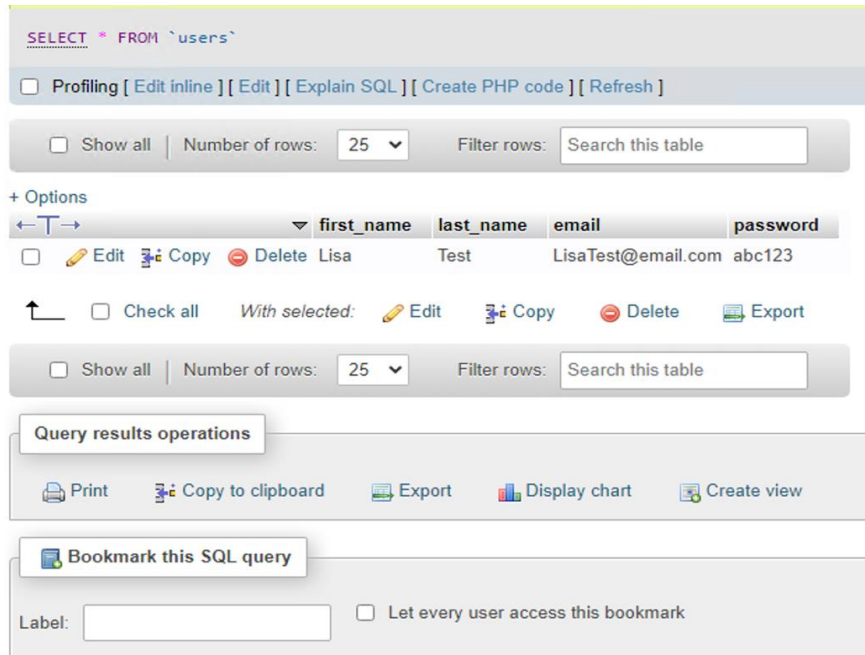 SELECT * FROM `users`
Profiling [ Edit inline ] [ Edit ] [ Explain SQL ] [ Create PHP code ] [ Refresh ]
Show all | Number of rows: 25 Filter rows: Search this table
+ Options
←T→ first_name last_name email password
Edit Copy Delete Lisa Test LisaTest@email.com abc123
Check all With selected: Edit Copy Delete Export
Show all | Number of rows: 25 Filter rows: Search this table
Query results operations
Print Copy to clipboard Export Display chart Create view
Bookmark this SQL query
Label: Let every user access this bookmark